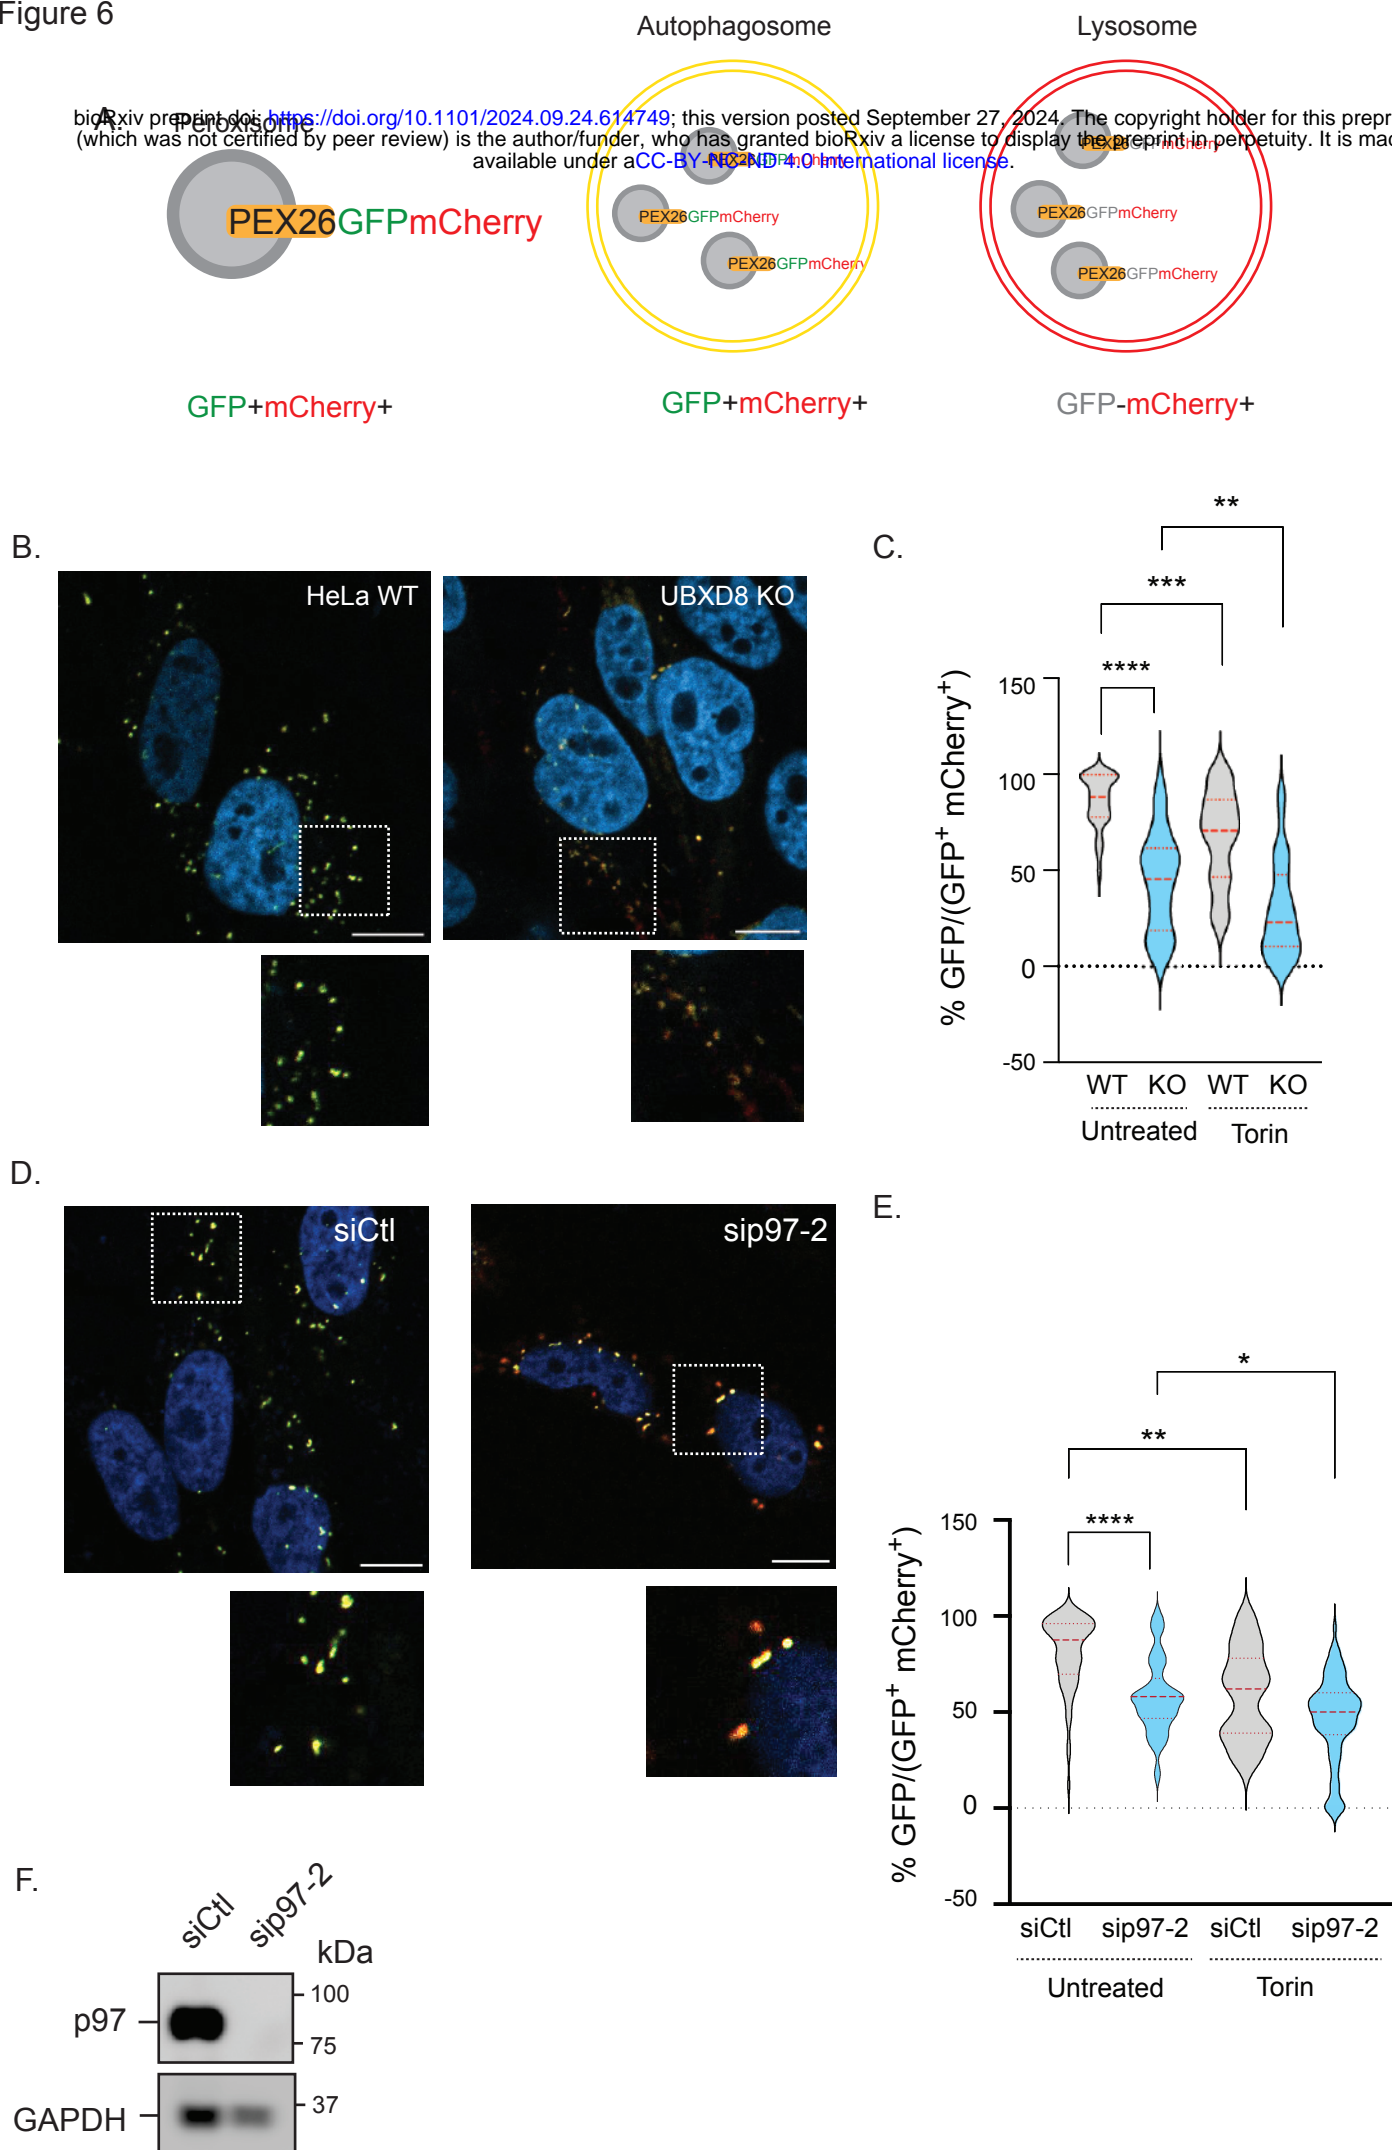 Figure 6
Autophagosome
Lysosome
bioRxiv preprint doi: https://doi.org/10.1101/2024.09.24.614749; this version posted September 27, 2024. The copyright holder for this prepr
(which was not certified by peer review) is the author/funder, who has granted bioRxiv a license to display the preprint in perpetuity. It is mad
available under aCC-BY-NC-ND 4.0 International license.
A. Peroxisome
PEX26GFPmCherry
PEX26GFPmCherry
PEX26GFPmCherry
PEX26GFPmCherry
PEX26GFPmCherry
PEX26GFPmCherry
PEX26GFPmCherry
GFP+mCherry+
GFP+mCherry+
GFP-mCherry+
B.
HeLa WT
UBXD8 KO
C.
**
***
****
% GFP/(GFP+ mCherry+)
150
100
50
0
-50
WT KO WT KO
Untreated Torin
D.
siCtl
sip97-2
E.
*
**
****
% GFP/(GFP+ mCherry+)
150
100
50
0
-50
siCtl sip97-2 siCtl sip97-2
Untreated Torin
F.
siCtl sip97-2
kDa
p97
100
75
GAPDH
37